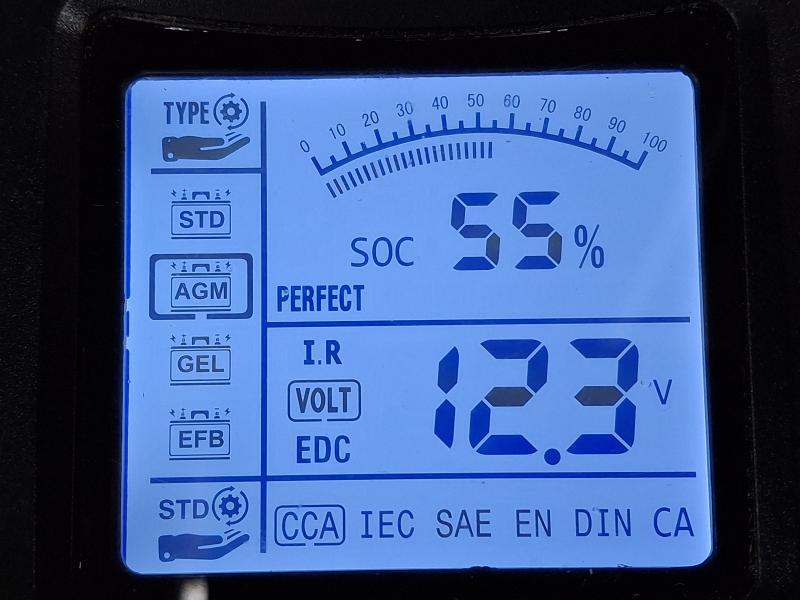 TYPE
0 10 20 30 40 50 60 70 80 90 100
STD
SOC 55%
AGM
PERFECT
GEL
I.R
VOLT 12.3 V
EFB
EDC
STD
CCA IEC SAE EN DIN CA